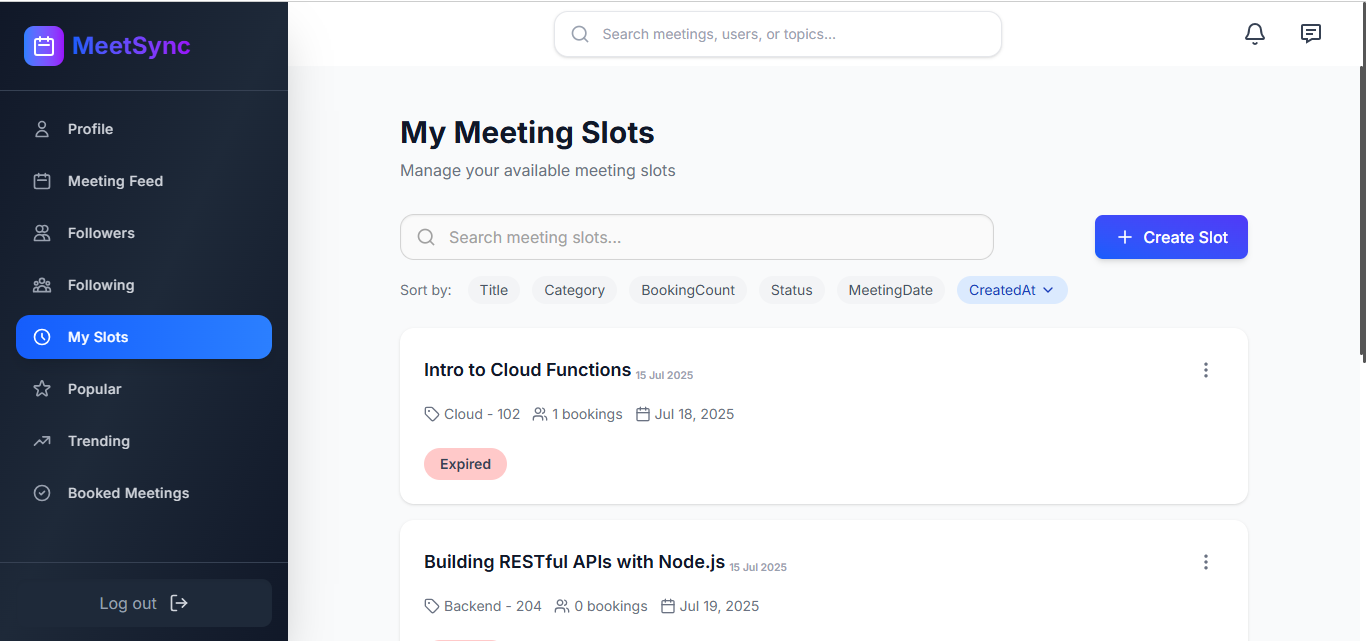 MeetSync
Search meetings, users, or topics...
Profile
Meeting Feed
Followers
Following
My Slots
Popular
Trending
Booked Meetings
Log out
My Meeting Slots
Manage your available meeting slots
Search meeting slots...
+ Create Slot
Sort by: Title Category BookingCount Status MeetingDate CreatedAt
Intro to Cloud Functions 15 Jul 2025
Cloud - 102 1 bookings Jul 18, 2025
Expired
Building RESTful APIs with Node.js 15 Jul 2025
Backend - 204 0 bookings Jul 19, 2025